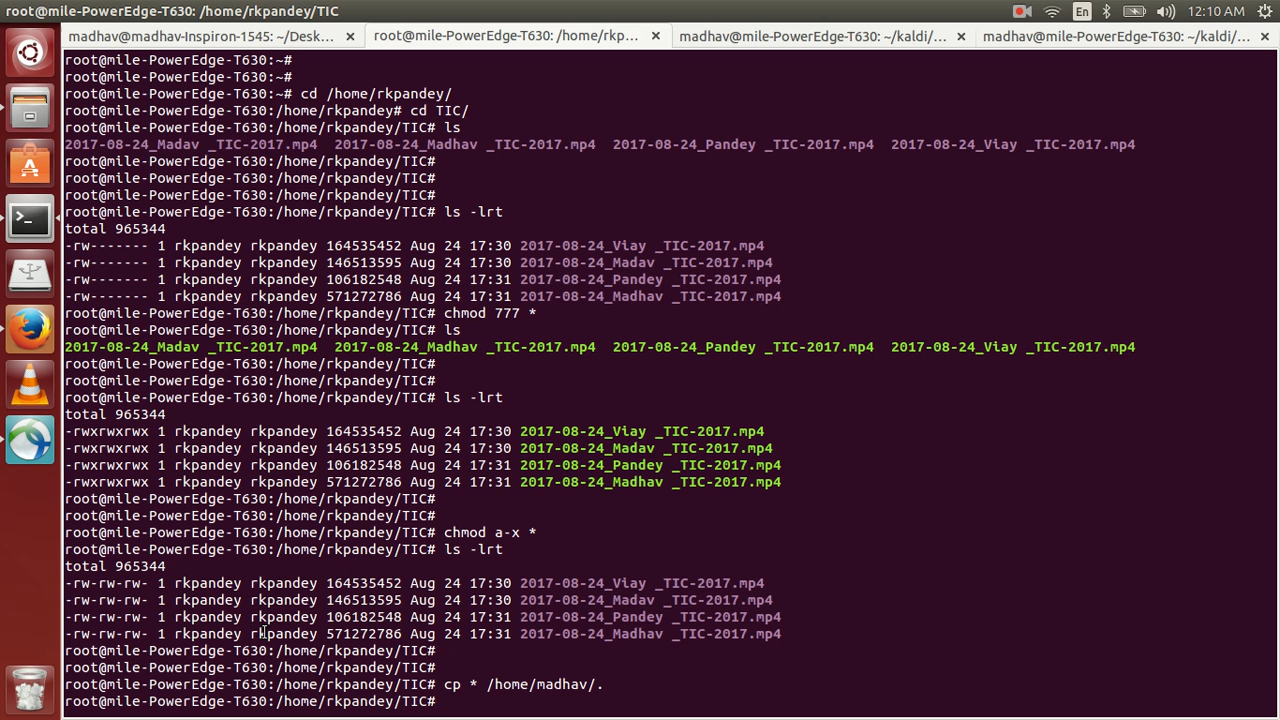 root@mile-PowerEdge-T630: /home/rkpandey/TIC
En
12:10 AM
madhav@madhav-Inspiron-1545: ~/Desk... ×
root@mile-PowerEdge-T630: /home/rkp... ×
madhav@mile-PowerEdge-T630: ~/kaldi/... ×
madhav@mile-PowerEdge-T630: ~/kaldi/... ×
root@mile-PowerEdge-T630:~#
root@mile-PowerEdge-T630:~#
root@mile-PowerEdge-T630:~# cd /home/rkpandey/
root@mile-PowerEdge-T630:/home/rkpandey# cd TIC/
root@mile-PowerEdge-T630:/home/rkpandey/TIC# ls
2017-08-24_Madav _TIC-2017.mp4  2017-08-24_Madhav _TIC-2017.mp4  2017-08-24_Pandey _TIC-2017.mp4  2017-08-24_Viay _TIC-2017.mp4
root@mile-PowerEdge-T630:/home/rkpandey/TIC#
root@mile-PowerEdge-T630:/home/rkpandey/TIC#
root@mile-PowerEdge-T630:/home/rkpandey/TIC#
root@mile-PowerEdge-T630:/home/rkpandey/TIC# ls -lrt
total 965344
-rw------- 1 rkpandey rkpandey 164535452 Aug 24 17:30 2017-08-24_Viay _TIC-2017.mp4
-rw------- 1 rkpandey rkpandey 146513595 Aug 24 17:30 2017-08-24_Madav _TIC-2017.mp4
-rw------- 1 rkpandey rkpandey 106182548 Aug 24 17:31 2017-08-24_Pandey _TIC-2017.mp4
-rw------- 1 rkpandey rkpandey 571272786 Aug 24 17:31 2017-08-24_Madhav _TIC-2017.mp4
root@mile-PowerEdge-T630:/home/rkpandey/TIC# chmod 777 *
root@mile-PowerEdge-T630:/home/rkpandey/TIC# ls
2017-08-24_Madav _TIC-2017.mp4  2017-08-24_Madhav _TIC-2017.mp4  2017-08-24_Pandey _TIC-2017.mp4  2017-08-24_Viay _TIC-2017.mp4
root@mile-PowerEdge-T630:/home/rkpandey/TIC#
root@mile-PowerEdge-T630:/home/rkpandey/TIC#
root@mile-PowerEdge-T630:/home/rkpandey/TIC# ls -lrt
total 965344
-rwxrwxrwx 1 rkpandey rkpandey 164535452 Aug 24 17:30 2017-08-24_Viay _TIC-2017.mp4
-rwxrwxrwx 1 rkpandey rkpandey 146513595 Aug 24 17:30 2017-08-24_Madav _TIC-2017.mp4
-rwxrwxrwx 1 rkpandey rkpandey 106182548 Aug 24 17:31 2017-08-24_Pandey _TIC-2017.mp4
-rwxrwxrwx 1 rkpandey rkpandey 571272786 Aug 24 17:31 2017-08-24_Madhav _TIC-2017.mp4
root@mile-PowerEdge-T630:/home/rkpandey/TIC#
root@mile-PowerEdge-T630:/home/rkpandey/TIC#
root@mile-PowerEdge-T630:/home/rkpandey/TIC# chmod a-x *
root@mile-PowerEdge-T630:/home/rkpandey/TIC# ls -lrt
total 965344
-rw-rw-rw- 1 rkpandey rkpandey 164535452 Aug 24 17:30 2017-08-24_Viay _TIC-2017.mp4
-rw-rw-rw- 1 rkpandey rkpandey 146513595 Aug 24 17:30 2017-08-24_Madav _TIC-2017.mp4
-rw-rw-rw- 1 rkpandey rkpandey 106182548 Aug 24 17:31 2017-08-24_Pandey _TIC-2017.mp4
-rw-rw-rw- 1 rkpandey rkpandey 571272786 Aug 24 17:31 2017-08-24_Madhav _TIC-2017.mp4
root@mile-PowerEdge-T630:/home/rkpandey/TIC#
root@mile-PowerEdge-T630:/home/rkpandey/TIC#
root@mile-PowerEdge-T630:/home/rkpandey/TIC# cp * /home/madhav/.
root@mile-PowerEdge-T630:/home/rkpandey/TIC#